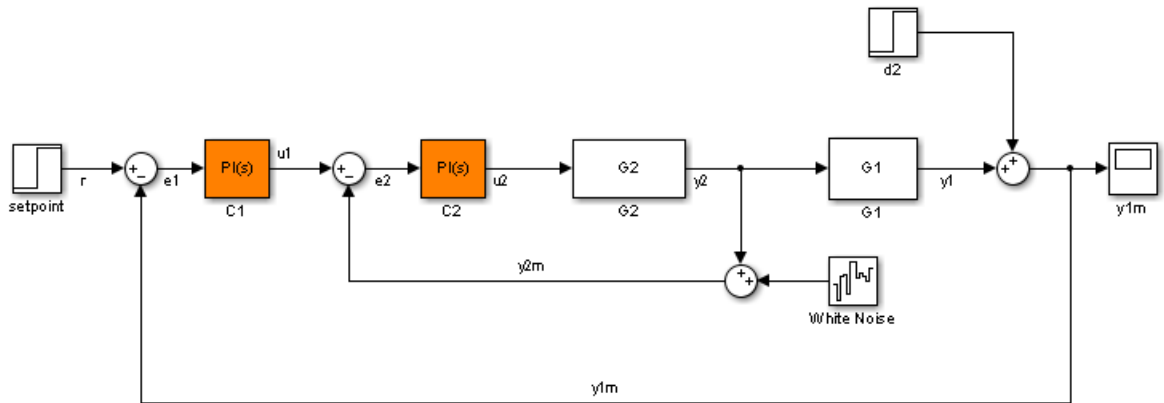 d2
PI(s)
u1
PI(s)
G2
G1
r
e1
e2
u2
y2
y1
setpoint
C1
C2
G2
G1
y1m
y2m
White Noise
y1m